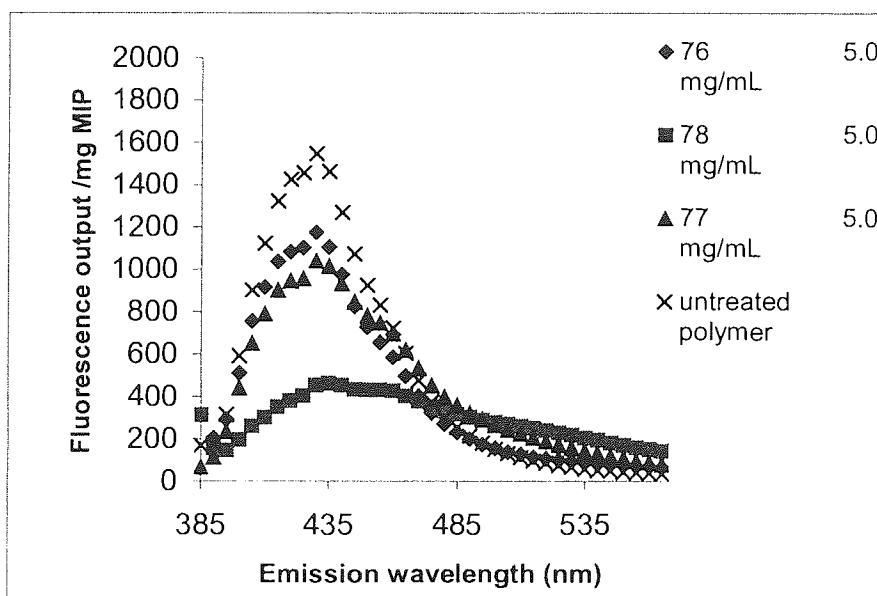 2000
1800
1600
1400
1200
1000
800
600
400
200
0
Fluorescence output /mg MIP
385 435 485 535
Emission wavelength (nm)
76 5.0
mg/mL
78 5.0
mg/mL
77 5.0
mg/mL
untreated
polymer